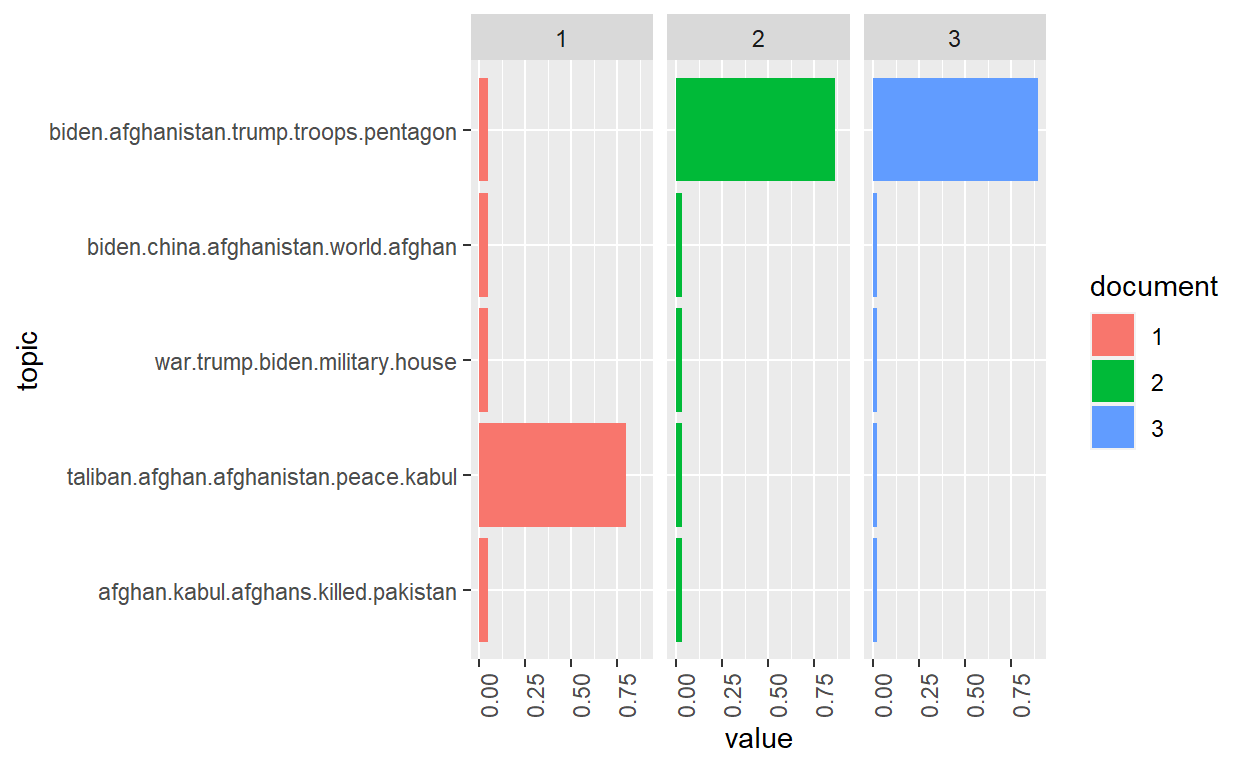 1
2
3
biden.afghanistan.trump.troops.pentagon
biden.china.afghanistan.world.afghan
war.trump.biden.military.house
taliban.afghan.afghanistan.peace.kabul
afghan.kabul.afghans.killed.pakistan
topic
0.00
0.25
0.50
0.75
0.00
0.25
0.50
0.75
0.00
0.25
0.50
0.75
value
document
1
2
3